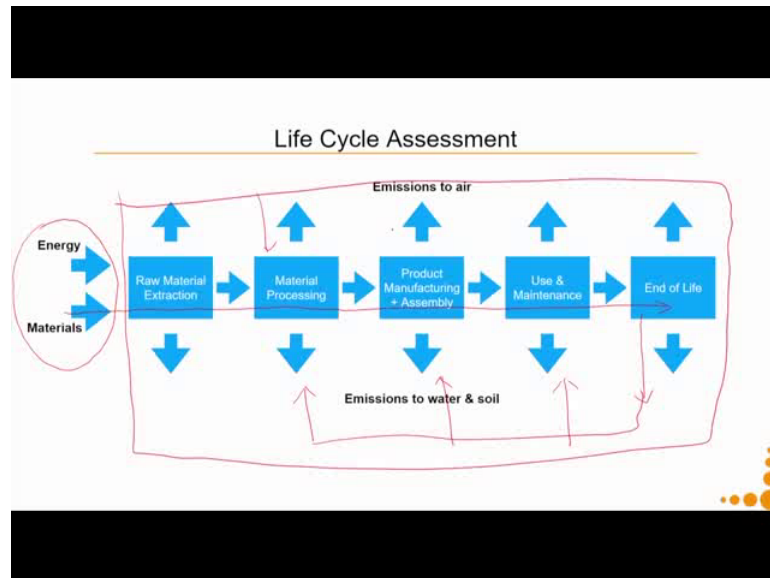 Life Cycle Assessment
Emissions to air
Energy
Raw Material
Extraction
Material
Processing
Product
Manufacturing
+ Assembly
Use &
Maintenance
End of Life
Materials
Emissions to water & soil